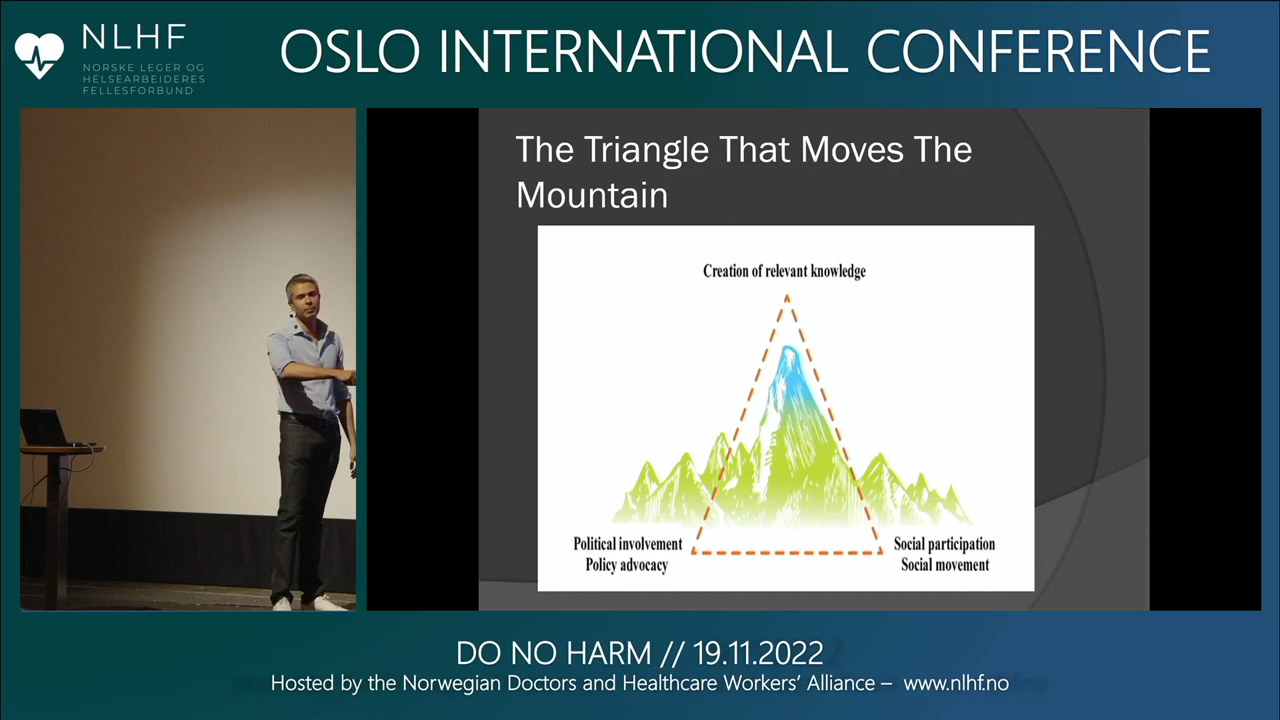 NLHF
NORSKE LEGER OG
HELSEARBEIDERES
FELLESFORBUND
OSLO INTERNATIONAL CONFERENCE
The Triangle That Moves The
Mountain
Creation of relevant knowledge
Political involvement
Policy advocacy
Social participation
Social movement
DO NO HARM // 19.11.2022
Hosted by the Norwegian Doctors and Healthcare Workers' Alliance – www.nlhf.no